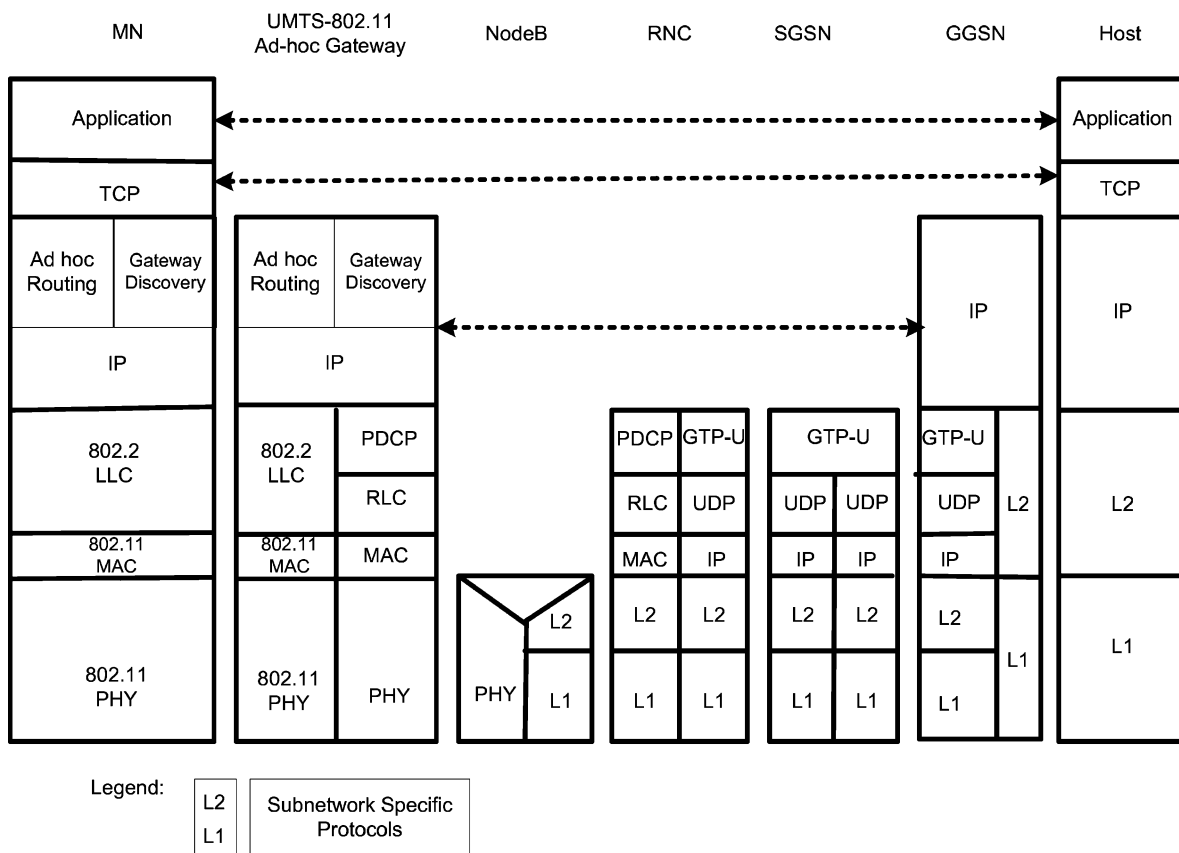 MN
UMTS-802.11
Ad-hoc Gateway
NodeB
RNC
SGSN
GGSN
Host
Application
Application
TCP
TCP
Ad hoc
Routing
Gateway
Discovery
Ad hoc
Routing
Gateway
Discovery
IP
IP
IP
IP
802.2
LLC
802.2
LLC
PDCP
PDCP
GTP-U
GTP-U
GTP-U
RLC
RLC
UDP
UDP
UDP
UDP
L2
L2
802.11
MAC
802.11
MAC
MAC
MAC
IP
IP
IP
IP
802.11
PHY
802.11
PHY
PHY
PHY
L2
L1
L2
L2
L2
L2
L2
L1
L1
L1
L1
L1
L1
L1
L1
Legend:
L2
L1
Subnetwork Specific
Protocols